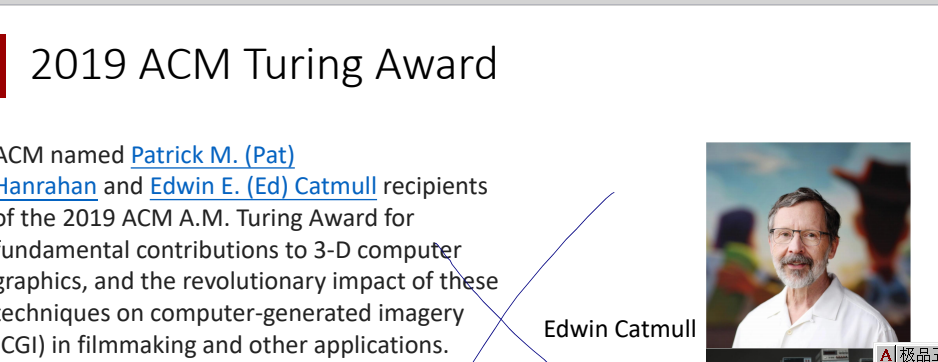 2019 ACM Turing Award
ACM named Patrick M. (Pat)
Hanrahan and Edwin E. (Ed) Catmull recipients
of the 2019 ACM A.M. Turing Award for
fundamental contributions to 3-D computer
graphics, and the revolutionary impact of these
techniques on computer-generated imagery
(CGI) in filmmaking and other applications.
Edwin Catmull
A 极品五